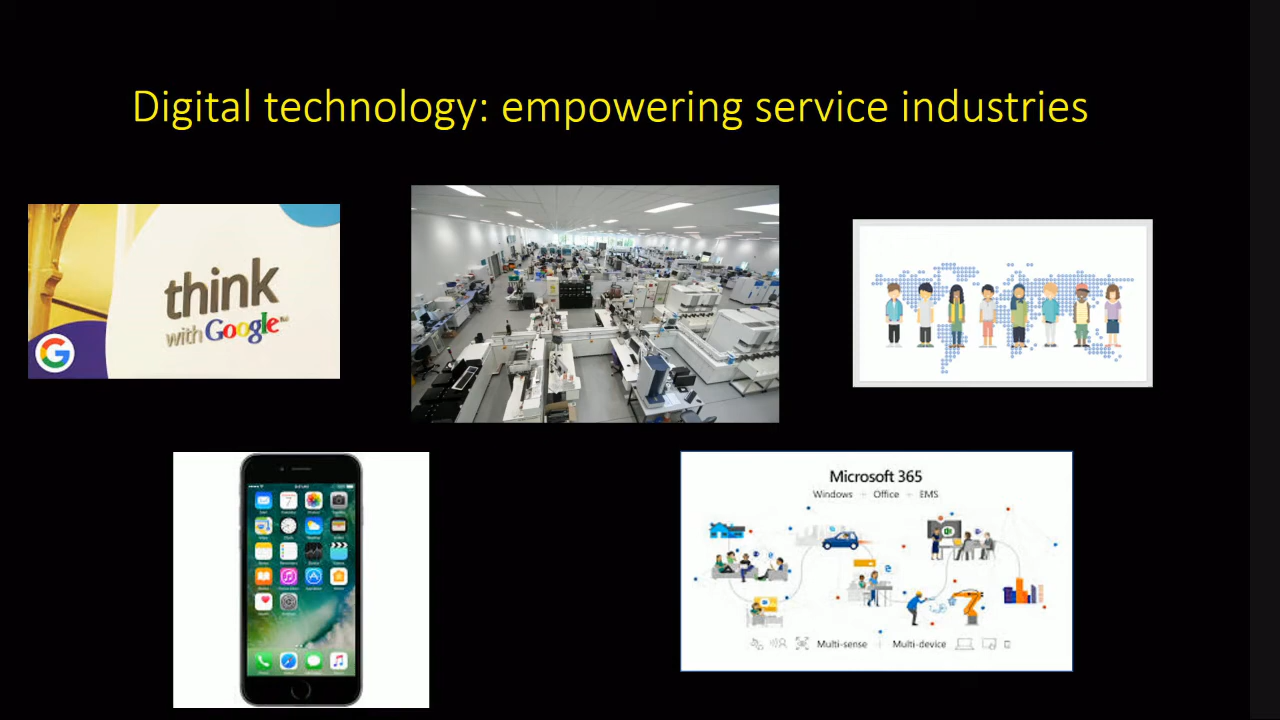 Digital technology: empowering service industries
think
with Google
G
Microsoft 365
Windows + Office + EMS
Multi-sense | Multi-device